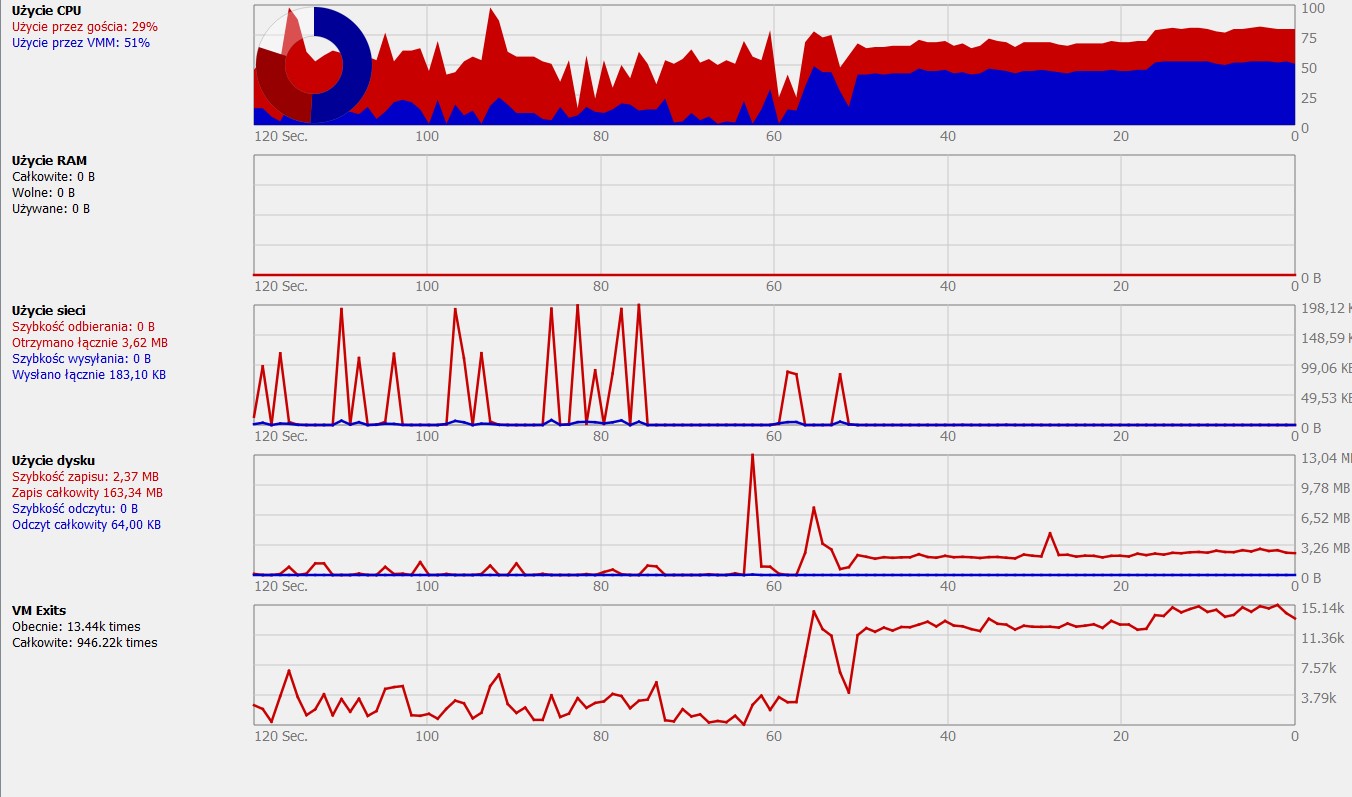 Użycie CPU
Użycie przez gościa: 29%
Użycie przez VMM: 51%
100
75
50
25
0
120 Sec.
100
80
60
40
20
0
Użycie RAM
Całkowite: 0 B
Wolne: 0 B
Używane: 0 B
0 B
120 Sec.
100
80
60
40
20
0
Użycie sieci
Szybkość odbierania: 0 B
Otrzymano łącznie 3,62 MB
Szybkośc wysyłania: 0 B
Wysłano łącznie 183,10 KB
198,12 K
148,59 K
99,06 KB
49,53 KB
0 B
120 Sec.
100
80
60
40
20
0
Użycie dysku
Szybkość zapisu: 2,37 MB
Zapis całkowity 163,34 MB
Szybkość odczytu: 0 B
Odczyt całkowity 64,00 KB
13,04 MB
9,78 MB
6,52 MB
3,26 MB
0 B
120 Sec.
100
80
60
40
20
0
VM Exits
Obecnie: 13.44k times
Całkowite: 946.22k times
15.14k
11.36k
7.57k
3.79k
120 Sec.
100
80
60
40
20
0